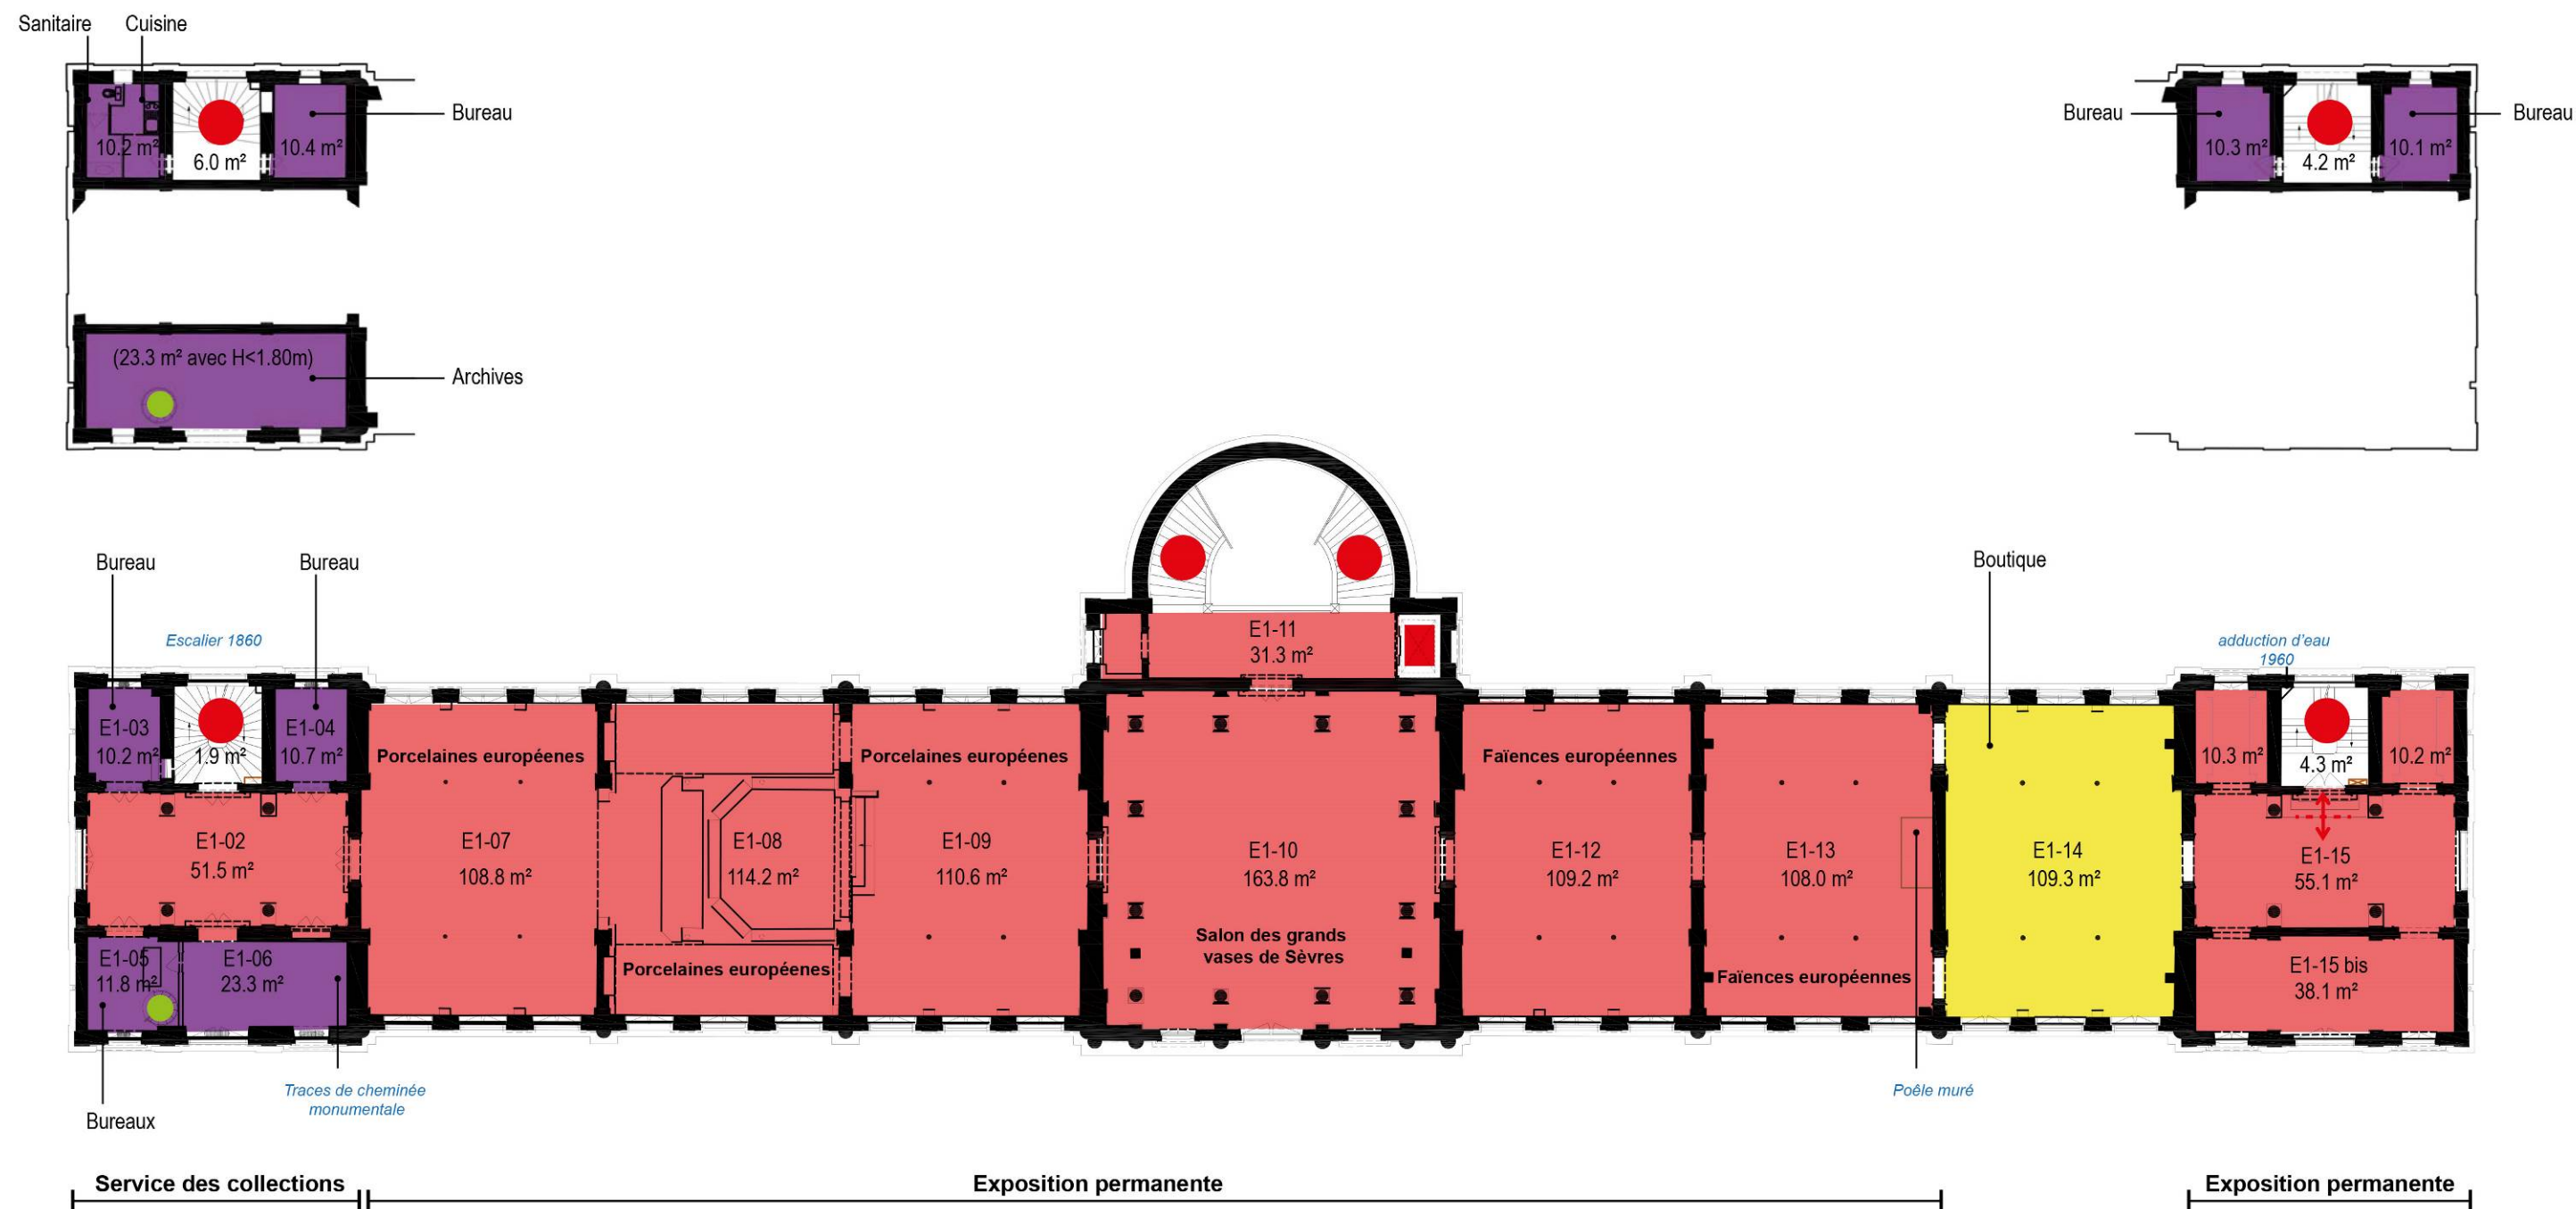 Sanitaire
Cuisine
Bureau
10.2 m²
6.0 m²
10.4 m²
Bureau
10.3 m²
4.2 m²
10.1 m²
Bureau
(23.3 m² avec H<1.80m)
Archives
Bureau
Bureau
Escalier 1860
E1-03
10.2 m²
1.9 m²
E1-04
10.7 m²
E1-02
51.5 m²
E1-05
11.8 m²
E1-06
23.3 m²
Bureaux
Traces de cheminée
monumentale
Porcelaines européenes
E1-07
108.8 m²
E1-08
114.2 m²
Porcelaines européenes
Porcelaines européenes
E1-09
110.6 m²
E1-11
31.3 m²
E1-10
163.8 m²
Salon des grands
vases de Sèvres
Faïences européennes
E1-12
109.2 m²
E1-13
108.0 m²
Faïences européennes
Poêle muré
Boutique
E1-14
109.3 m²
adduction d'eau
1960
10.3 m²
4.3 m²
10.2 m²
E1-15
55.1 m²
E1-15 bis
38.1 m²
Service des collections
Exposition permanente
Exposition permanente